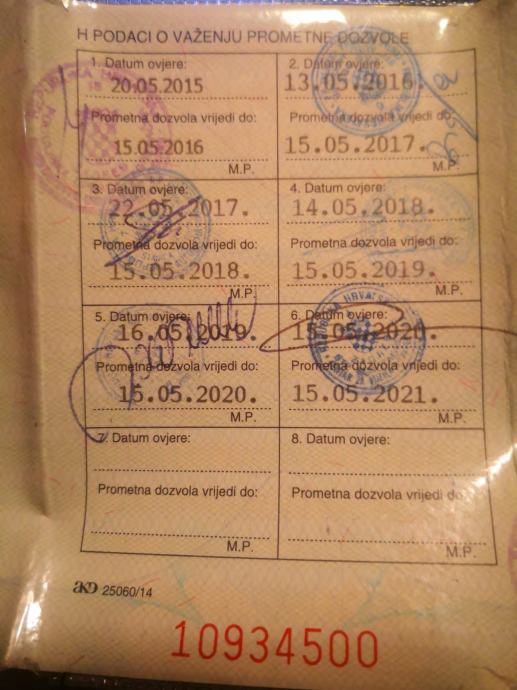 H PODACI O VAŽENJU PROMETNE DOZVOLE
1. Datum ovjere:
20.05.2015
Prometna dozvola vrijedi do:
15.05.2016
M.P.
2. Datum ovjere:
13.05.2016.
Prometna dozvola vrijedi do:
15.05.2017.
M.P.
3. Datum ovjere:
22.05.2017.
Prometna dozvola vrijedi do:
15.05.2018.
M.P.
4. Datum ovjere:
14.05.2018.
Prometna dozvola vrijedi do:
15.05.2019.
M.P.
5. Datum ovjere:
16.05.2019.
Prometna dozvola vrijedi do:
15.05.2020.
M.P.
6. Datum ovjere:
15.05.2020.
Prometna dozvola vrijedi do:
15.05.2021.
M.P.
7. Datum ovjere:
Prometna dozvola vrijedi do:
M.P.
8. Datum ovjere:
Prometna dozvola vrijedi do:
M.P.
AKD 25060/14
10934500